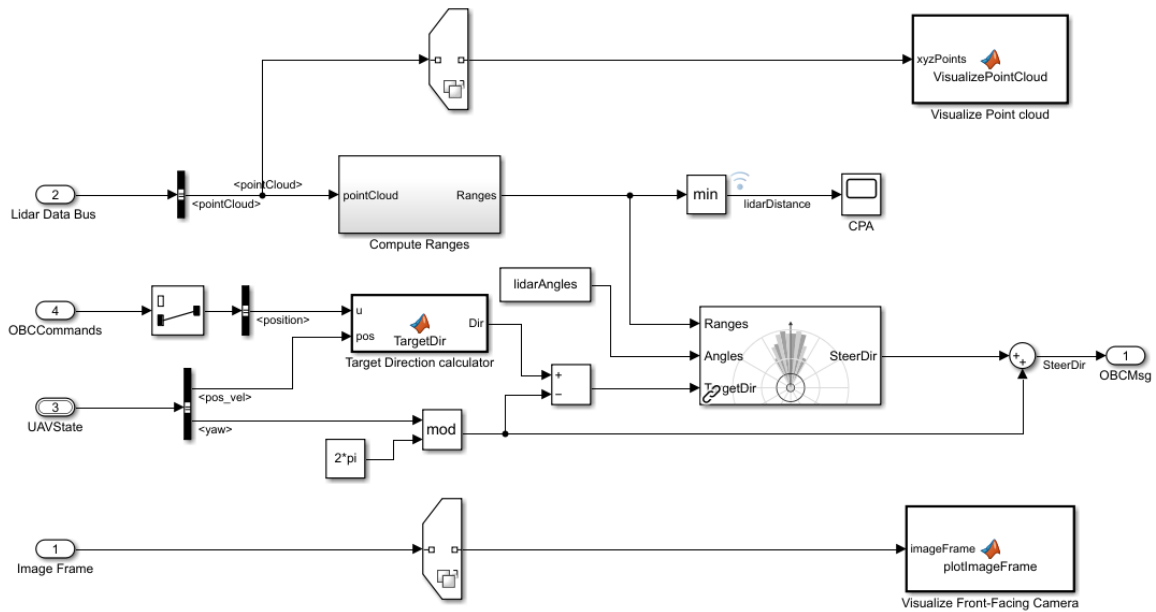 xyzPoints
VisualizePointCloud
Visualize Point cloud
2
Lidar Data Bus
<pointCloud>
<pointCloud>
pointCloud
Ranges
Compute Ranges
min
lidarDistance
CPA
lidarAngles
4
OBCCommands
<position>
u
pos
Dir
TargetDir
Target Direction calculator
+
−
Ranges
Angles
TargetDir
SteerDir
+
+
SteerDir
1
OBCMsg
3
UAVState
<pos_vel>
<yaw>
mod
2*pi
1
Image Frame
imageFrame
plotImageFrame
Visualize Front-Facing Camera